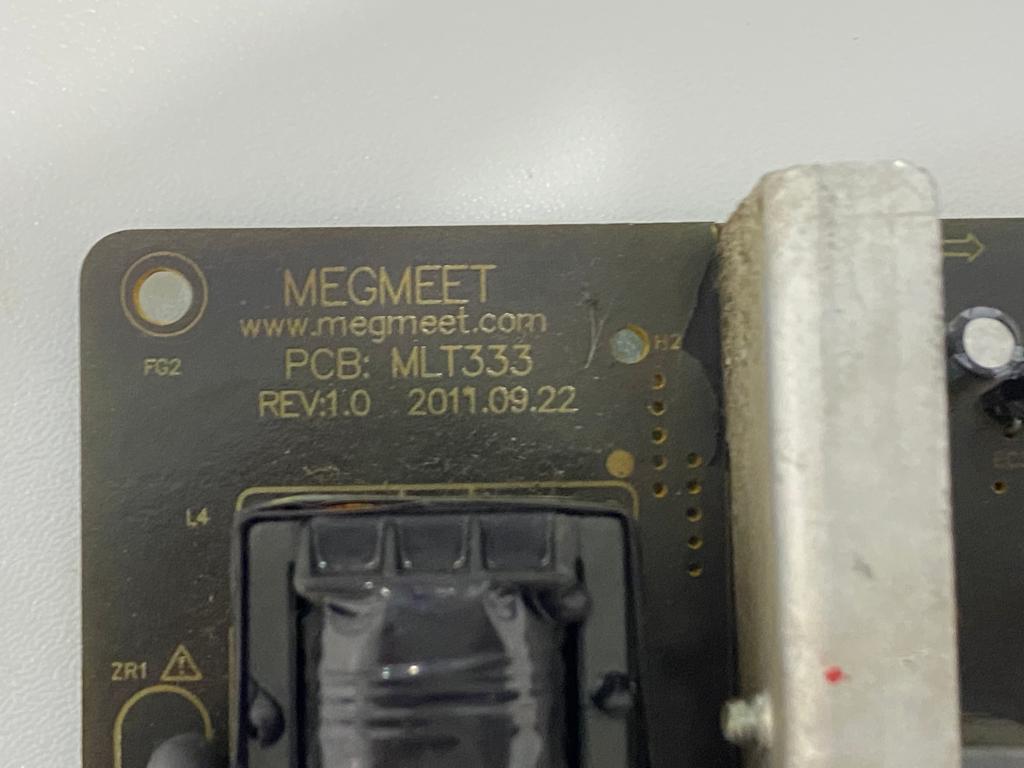 MEGMEET
www.megmeet.com
PCB: MLT333
REV:1.0 2011.09.22
FG2
H2
L4
ZR1